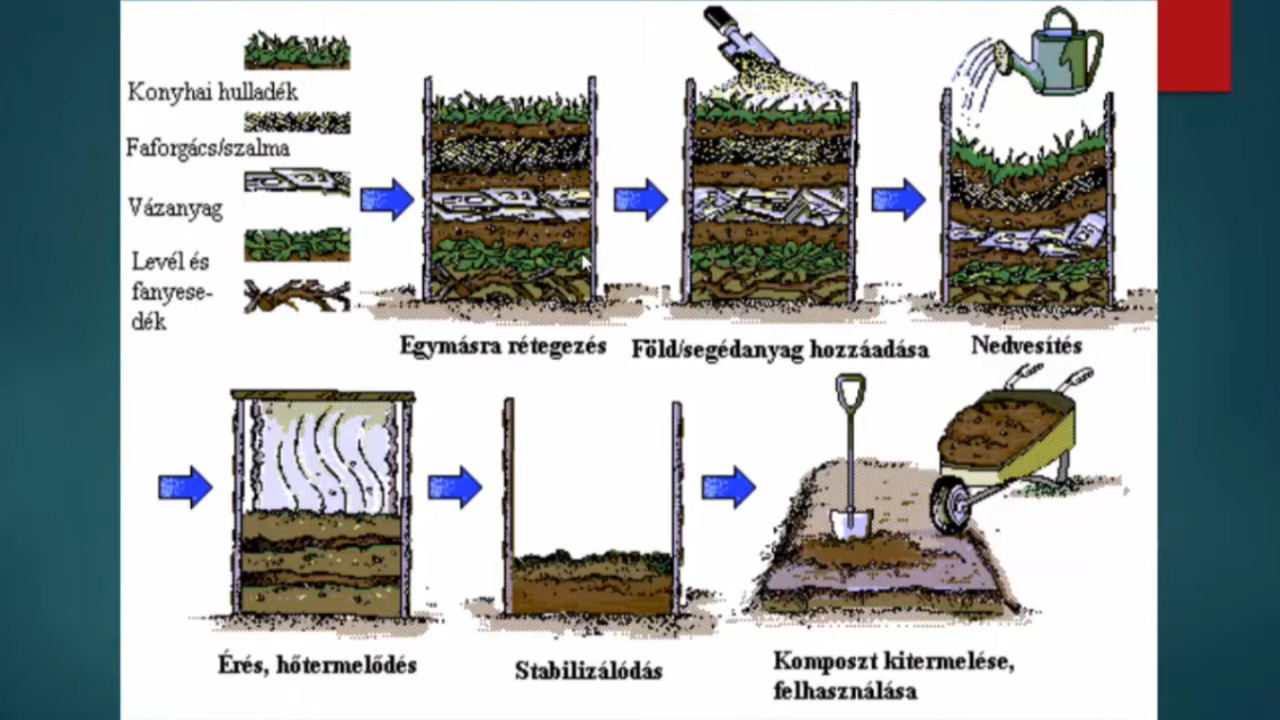 Konyhai hulladék
Faforgács/szalma
Vázanyag
Levél és
fanyese-
dék
Egymásra rétegezés
Föld/segédanyag hozzáadása
Nedvesítés
Érés, hőtermelődés
Stabilizálódás
Komposzt kitermelése,
felhasználása